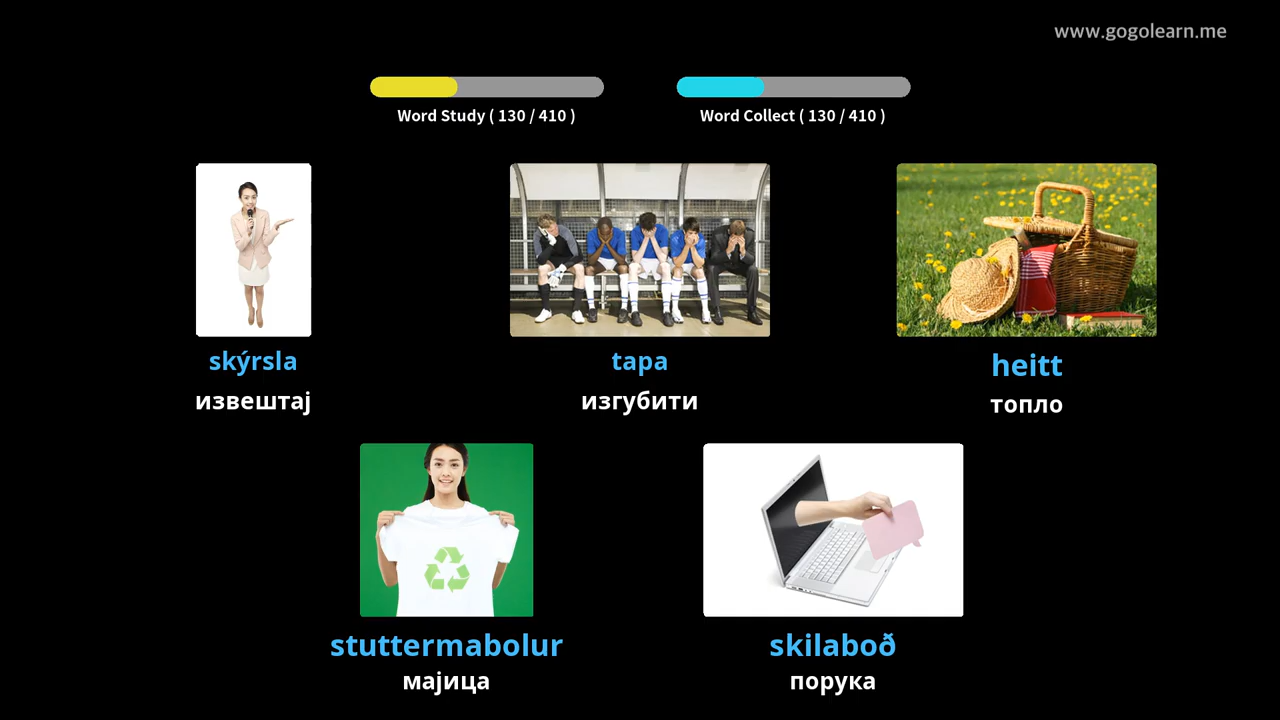 www.gogolearn.me
Word Study ( 130 / 410 )
Word Collect ( 130 / 410 )
skýrsla
извештај
tapa
изгубити
heitt
топло
stuttermabolur
мајица
skilaboð
порука